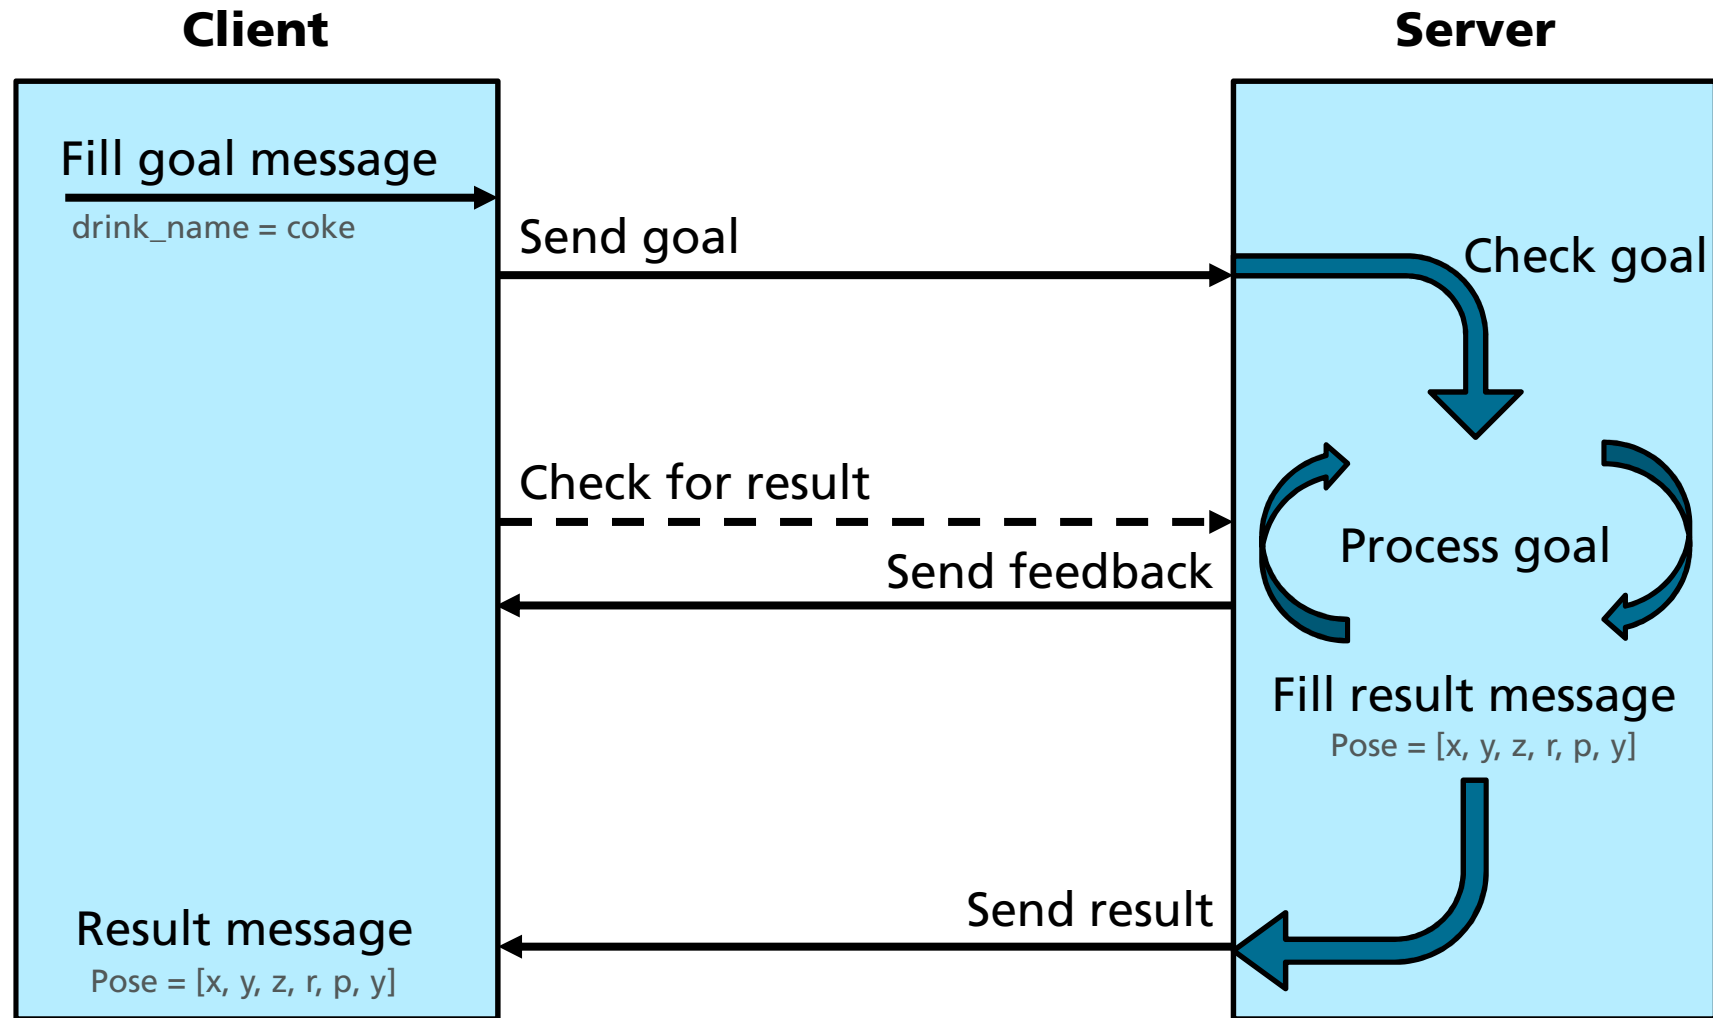 Client
Server
Fill goal message
drink_name = coke
Send goal
Check goal
Check for result
Process goal
Send feedback
Fill result message
Pose = [x, y, z, r, p, y]
Send result
Result message
Pose = [x, y, z, r, p, y]